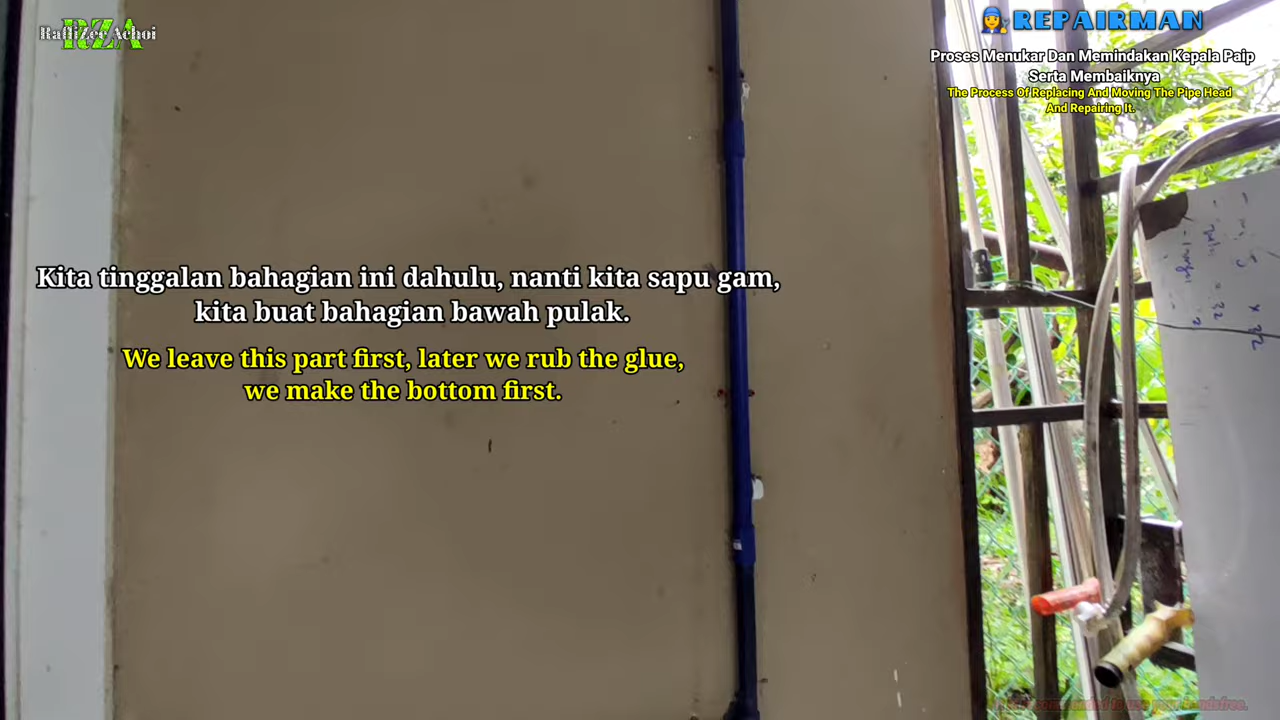 RaffiZee Achoi
RZA
REPAIRMAN
Proses Menukar Dan Memindakan Kepala Paip
Serta Membaiknya
The Process Of Replacing And Moving The Pipe Head
And Repairing It.
Kita tinggalan bahagian ini dahulu, nanti kita sapu gam,
kita buat bahagian bawah pulak.
We leave this part first, later we rub the glue,
we make the bottom first.